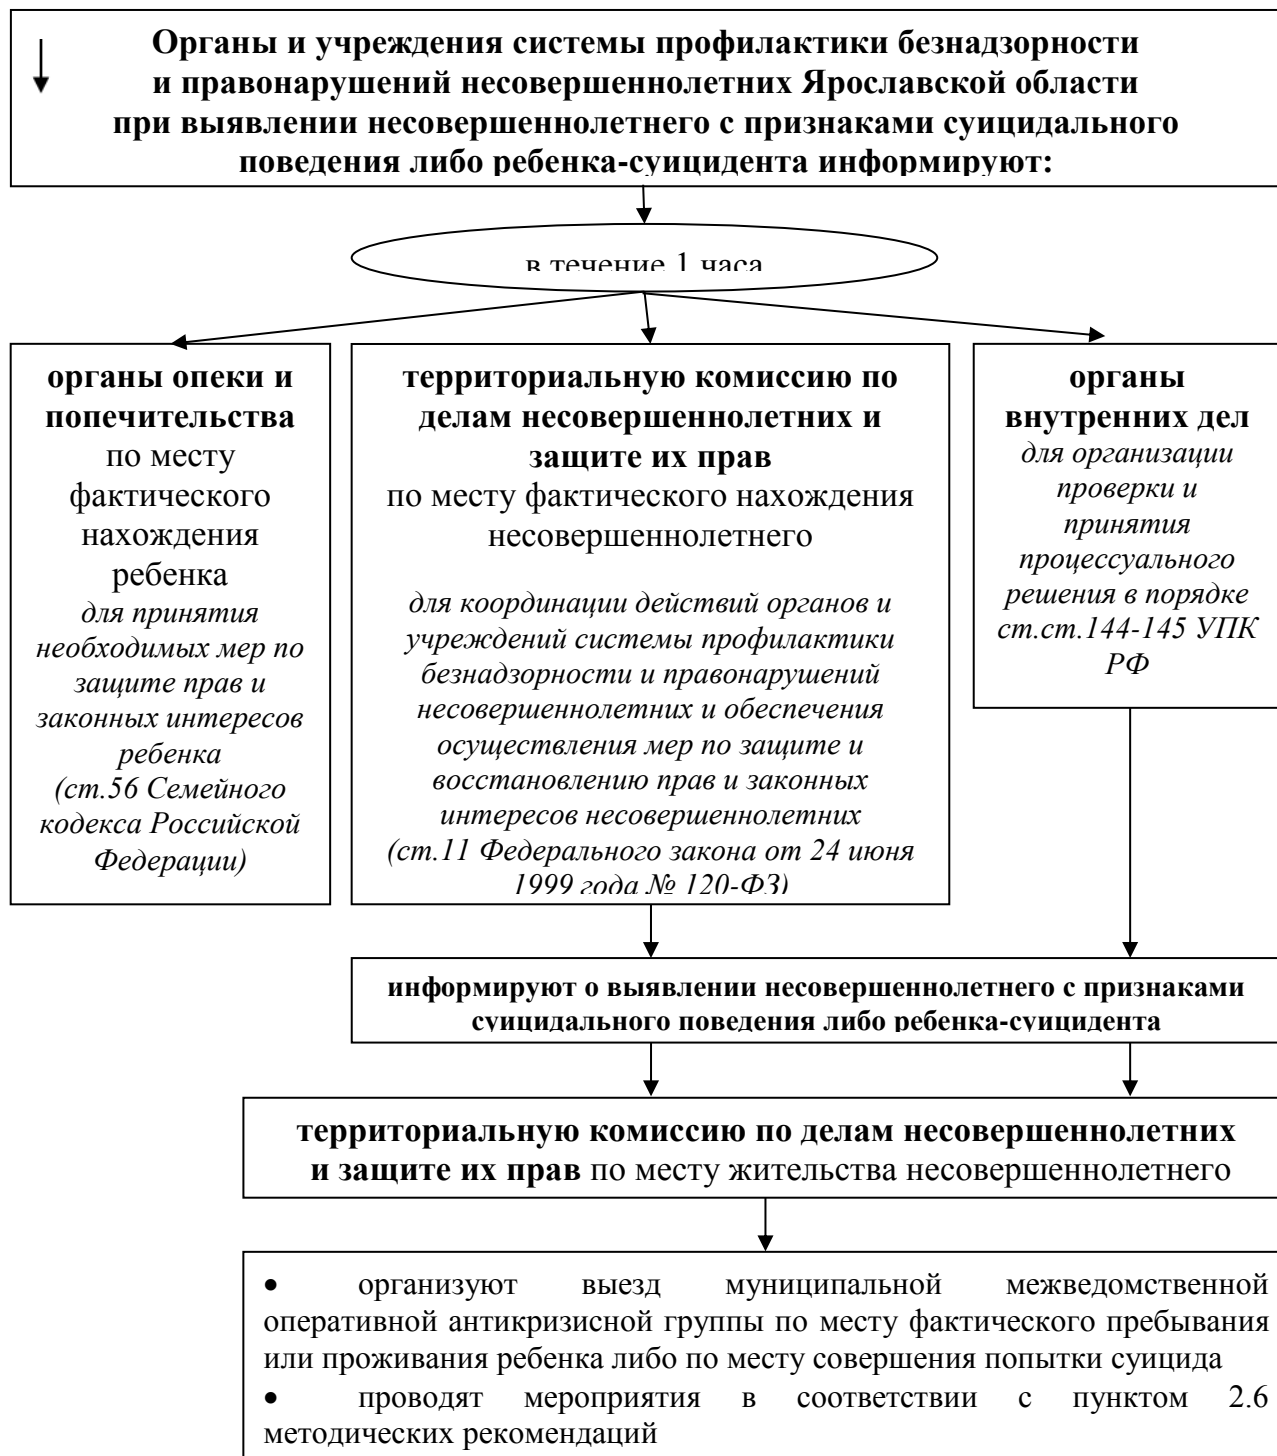 Органы и учреждения системы профилактики безнадзорности
и правонарушений несовершеннолетних Ярославской области
при выявлении несовершеннолетнего с признаками суицидального
поведения либо ребенка-суицидента информируют:
в течение 1 часа
органы опеки и
попечительства
по месту
фактического
нахождения
ребенка
для принятия
необходимых мер по
защите прав и
законных интересов
ребенка
(ст.56 Семейного
кодекса Российской
Федерации)
территориальную комиссию по
делам несовершеннолетних и
защите их прав
по месту фактического нахождения
несовершеннолетнего
для координации действий органов и
учреждений системы профилактики
безнадзорности и правонарушений
несовершеннолетних и обеспечения
осуществления мер по защите и
восстановлению прав и законных
интересов несовершеннолетних
(ст.11 Федерального закона от 24 июня
1999 года № 120-ФЗ)
органы
внутренних дел
для организации
проверки и
принятия
процессуального
решения в порядке
ст.ст.144-145 УПК
РФ
информируют о выявлении несовершеннолетнего с признаками
суицидального поведения либо ребенка-суицидента
территориальную комиссию по делам несовершеннолетних
и защите их прав по месту жительства несовершеннолетнего
• организуют выезд муниципальной межведомственной
оперативной антикризисной группы по месту фактического пребывания
или проживания ребенка либо по месту совершения попытки суицида
• проводят мероприятия в соответствии с пунктом 2.6
методических рекомендаций